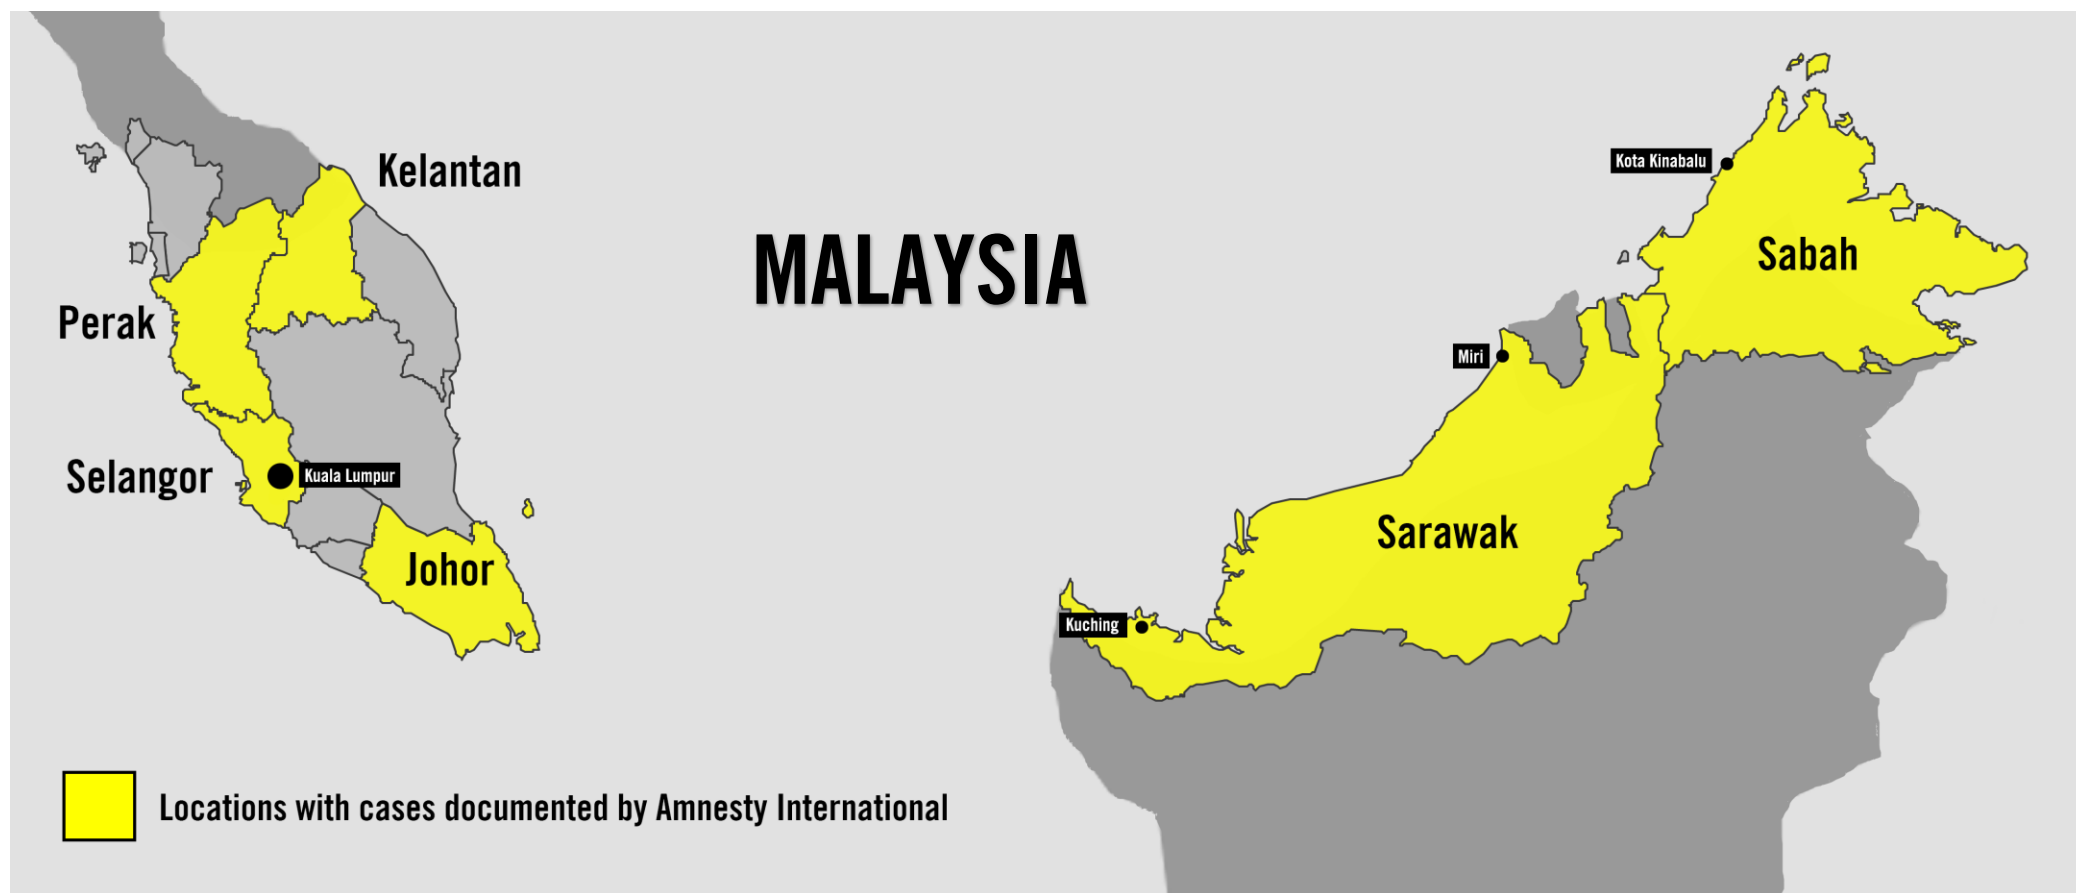 Kelantan
Kota Kinabalu
MALAYSIA
Sabah
Perak
Miri
Selangor
Kuala Lumpur
Sarawak
Johor
Kuching
Locations with cases documented by Amnesty International